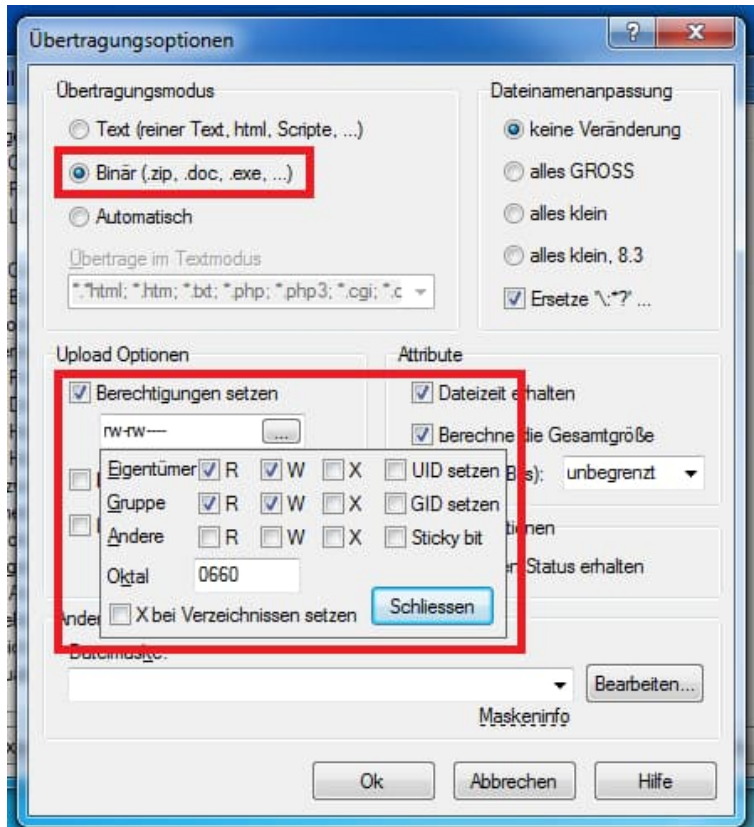 Übertragungsoptionen
Übertragungsmodus
Text (reiner Text, html, Scripte, ...)
Binär (.zip, .doc, .exe, ...)
Automatisch
Übertrage im Textmodus
*.*html; *.htm; *.txt; *.php; *.php3; *.cgi; *.c
Dateinamenanpassung
keine Veränderung
alles GROSS
alles klein
alles klein, 8.3
Ersetze '\:*?' ...
Upload Optionen
Berechtigungen setzen
rw-rw----
...
Eigentümer R W X UID setzen
Gruppe R W X GID setzen
Andere R W X Sticky bit
Oktal 0660
X bei Verzeichnissen setzen Schliessen
Attribute
Dateizeit erhalten
Berechne die Gesamtgröße
unbegrenzt
Status erhalten
Dateimaske:
Bearbeiten...
Maskeninfo
Ok Abbrechen Hilfe